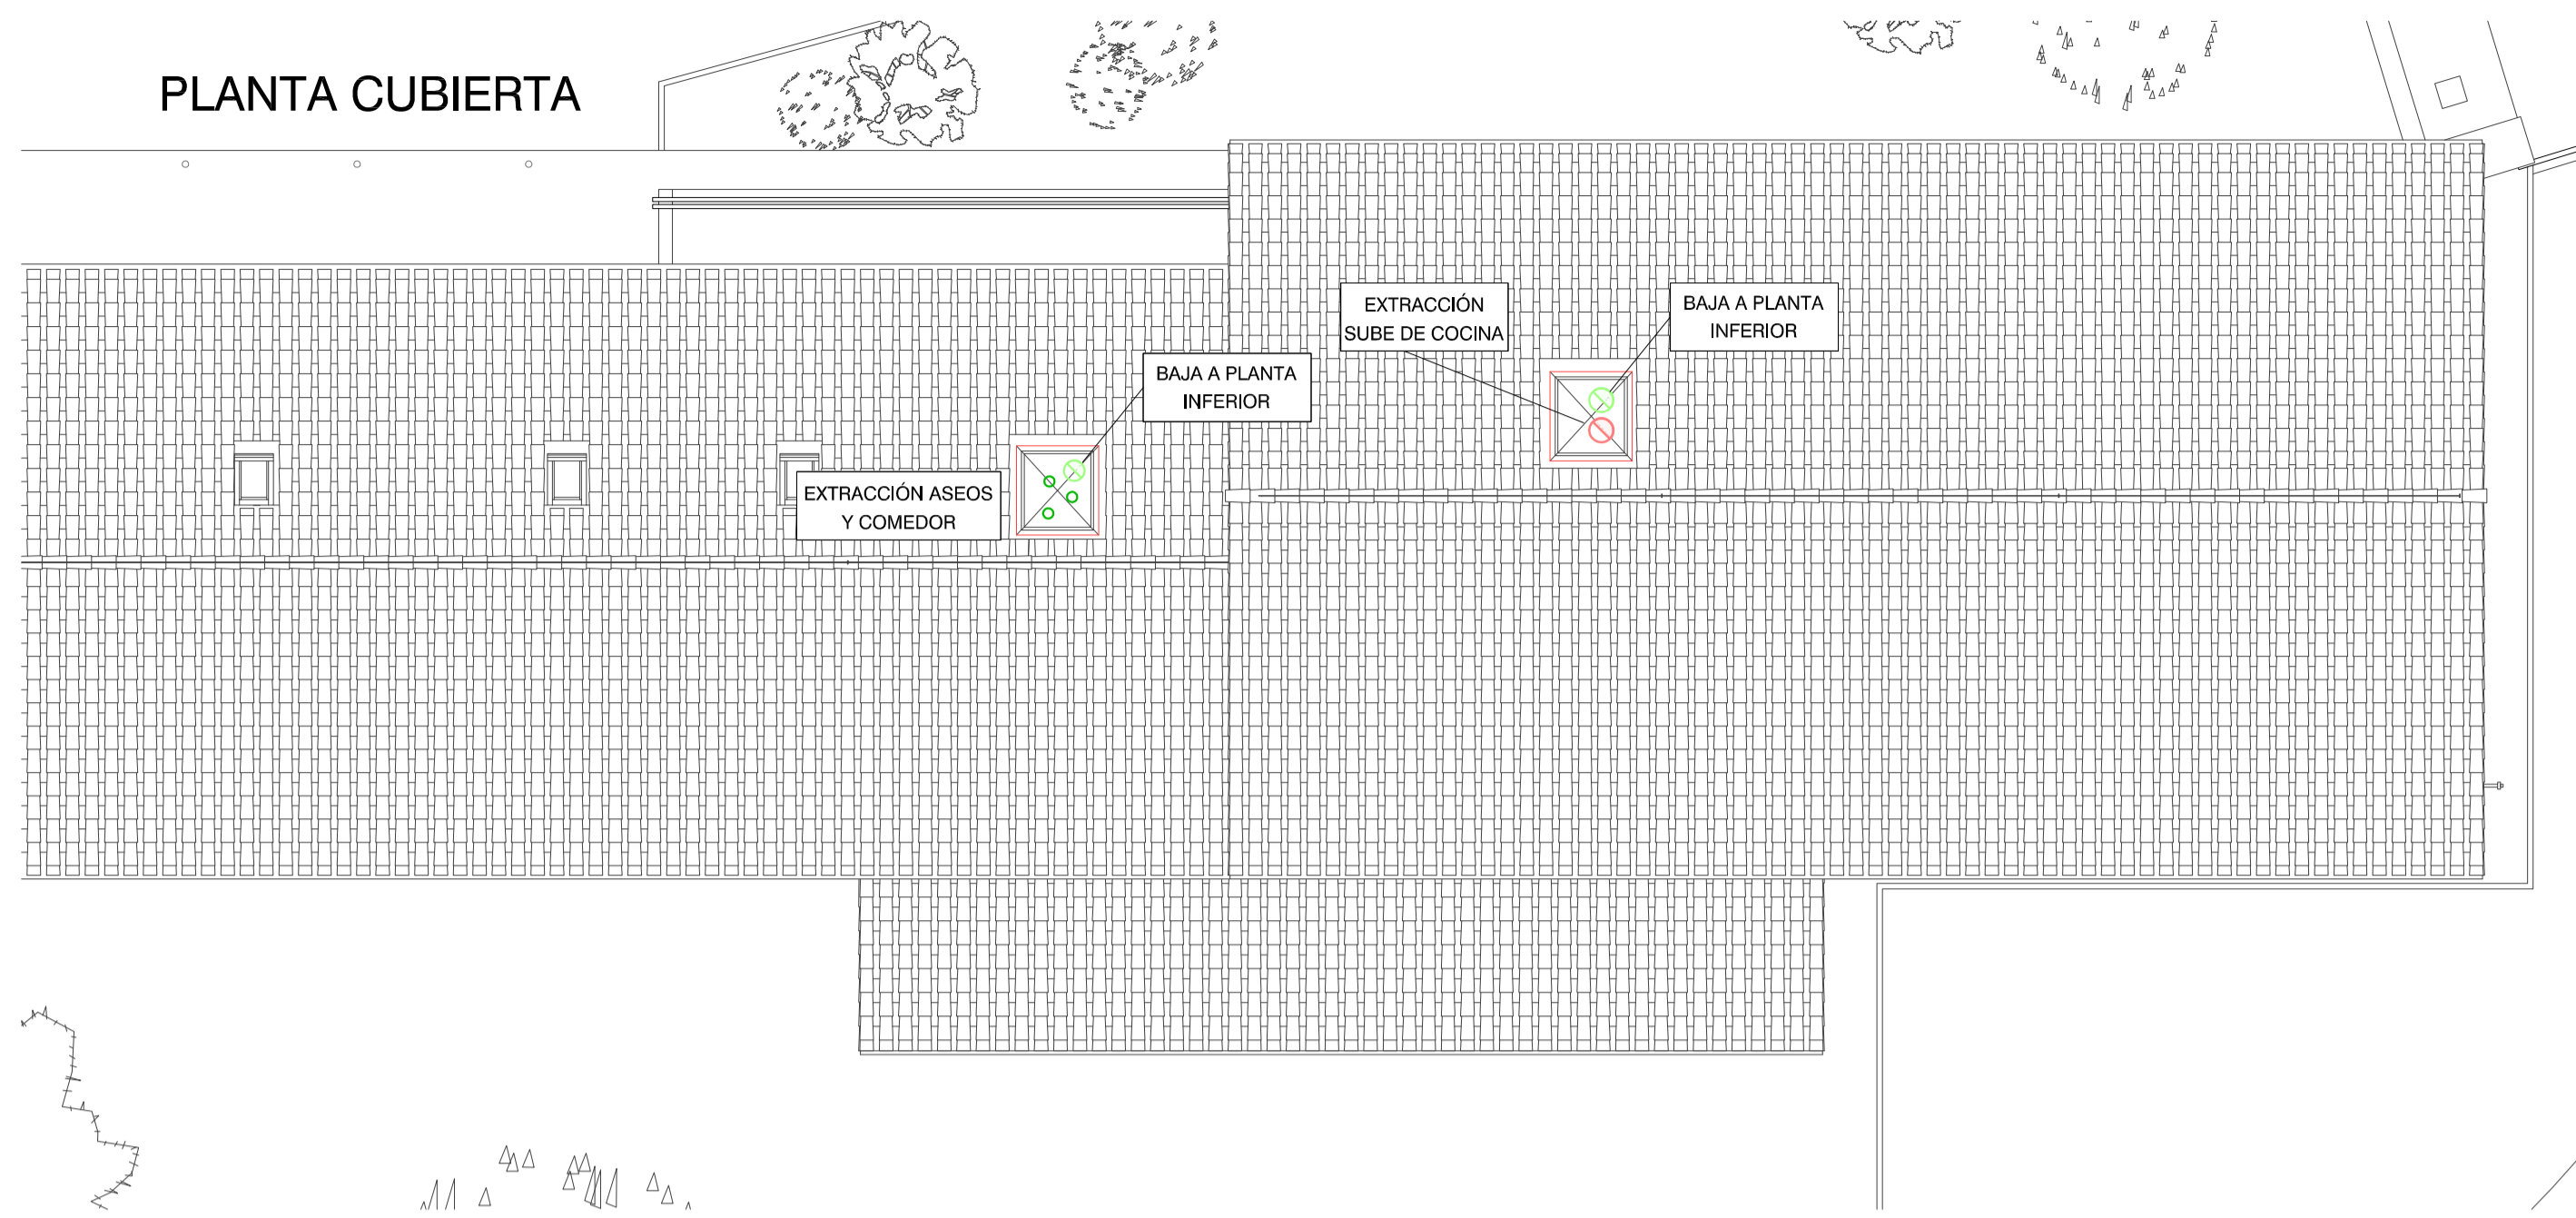 PLANTA CUBIERTA
EXTRACCIÓN
SUBE DE COCINA
BAJA A PLANTA
INFERIOR
BAJA A PLANTA
INFERIOR
EXTRACCIÓN ASEOS
Y COMEDOR